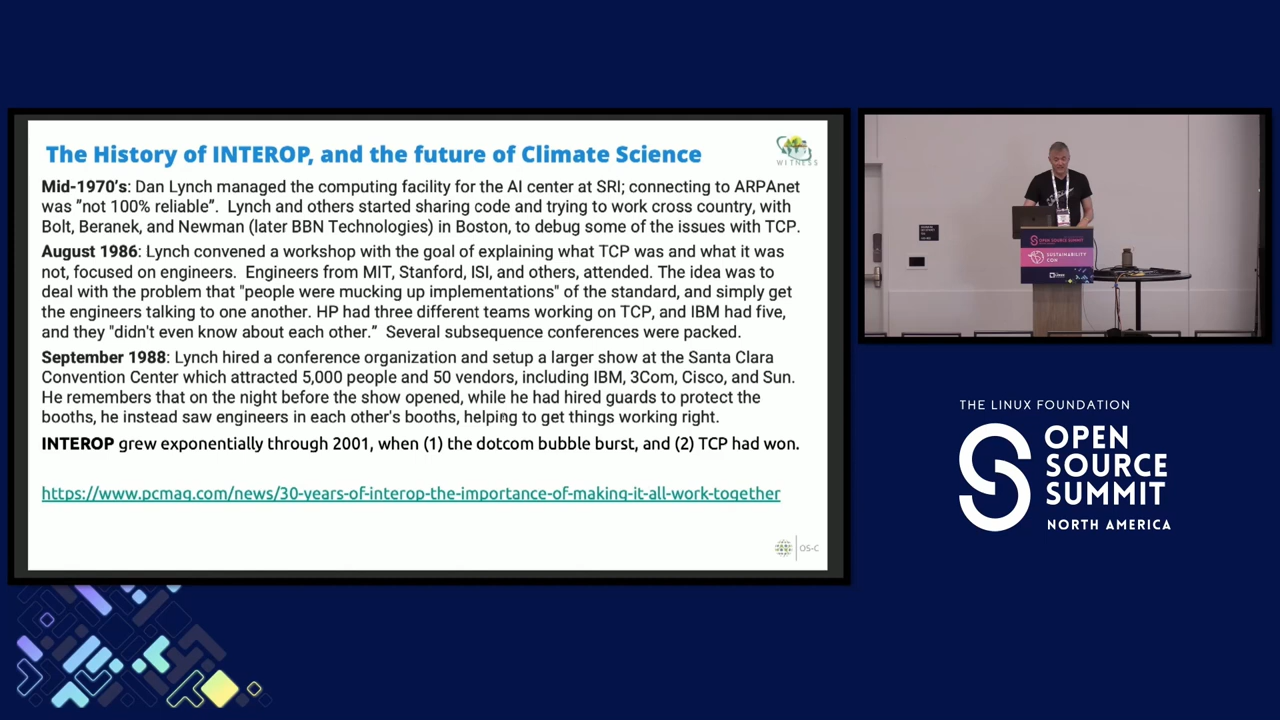 The History of INTEROP, and the future of Climate Science
WITNESS
Mid-1970's: Dan Lynch managed the computing facility for the AI center at SRI; connecting to ARPAnet
was "not 100% reliable". Lynch and others started sharing code and trying to work cross country, with
Bolt, Beranek, and Newman (later BBN Technologies) in Boston, to debug some of the issues with TCP.
August 1986: Lynch convened a workshop with the goal of explaining what TCP was and what it was
not, focused on engineers. Engineers from MIT, Stanford, ISI, and others, attended. The idea was to
deal with the problem that "people were mucking up implementations" of the standard, and simply get
the engineers talking to one another. HP had three different teams working on TCP, and IBM had five,
and they "didn't even know about each other." Several subsequence conferences were packed.
September 1988: Lynch hired a conference organization and setup a larger show at the Santa Clara
Convention Center which attracted 5,000 people and 50 vendors, including IBM, 3Com, Cisco, and Sun.
He remembers that on the night before the show opened, while he had hired guards to protect the
booths, he instead saw engineers in each other's booths, helping to get things working right.
INTEROP grew exponentially through 2001, when (1) the dotcom bubble burst, and (2) TCP had won.
https://www.pcmag.com/news/30-years-of-interop-the-importance-of-making-it-all-work-together
OS-C
OPEN SOURCE SUMMIT
SUSTAINABILITY
CON
THE LINUX FOUNDATION
OPEN
SOURCE
SUMMIT
NORTH AMERICA